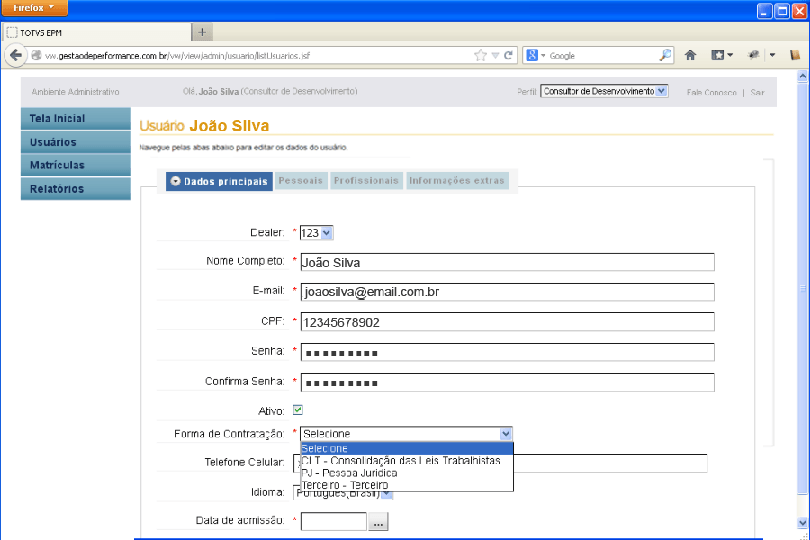 Firefox
TOTVS EPM
vw.gestaodeperformance.com.br/vw/view/admin/usuario/listUsuarios.jsf
Google
Ambiente Administrativo
Olá, João Silva (Consultor de Desenvolvimento)
Perfil Consultor de Desenvolvimento
Fale Conosco | Sair
Tela Inicial
Usuários
Matrículas
Relatórios
Usuário João Silva
Navegue pelas abas abaixo para editar os dados do usuário
Dados principais Pessoais Profissionais Informações extras
Dealer: * 123
Nome Completo: * João Silva
E-mail: * joaosilva@email.com.br
CPF: * 12345678902
Senha: *
Confirma Senha: *
Ativo:
Forma de Contratação: * Selecione
Selecione
CLT - Consolidação das Leis Trabalhistas
PJ - Pessoa Juridica
Terceiro - Terceiro
Telefone Celular:
Idioma: Português(Brasil)
Data de admissão: * ...